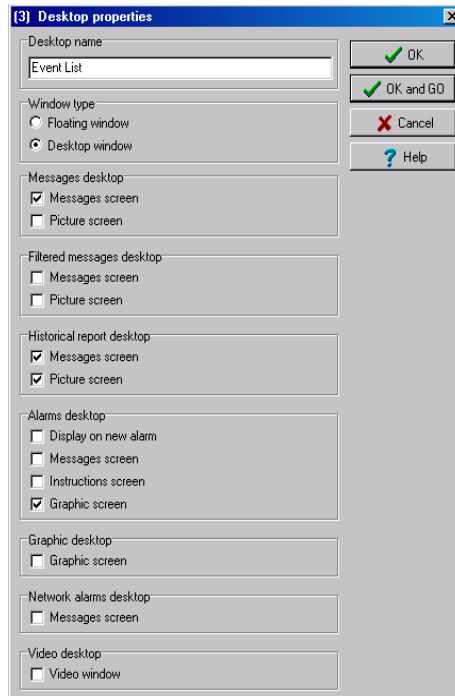 (3) Desktop properties
Desktop name
Event List
OK
OK and GO
Cancel
Help
Window type
Floating window
Desktop window
Messages desktop
Messages screen
Picture screen
Filtered messages desktop
Messages screen
Picture screen
Historical report desktop
Messages screen
Picture screen
Alarms desktop
Display on new alarm
Messages screen
Instructions screen
Graphic screen
Graphic desktop
Graphic screen
Network alarms desktop
Messages screen
Video desktop
Video window